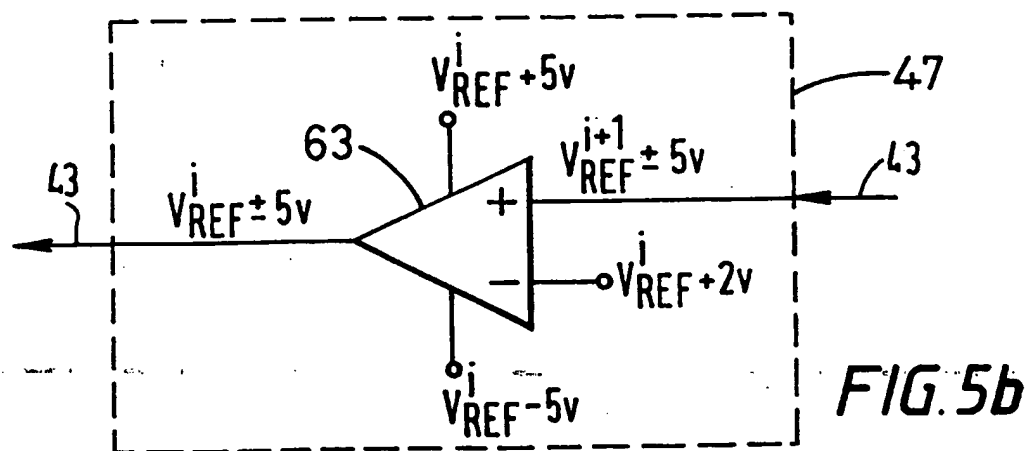 V^i_REF + 5v
47
63
V^{i+1}_REF ± 5v
43
43
V^i_REF ± 5v
+
−
V^i_REF + 2v
V^i_REF − 5v
FIG. 5b